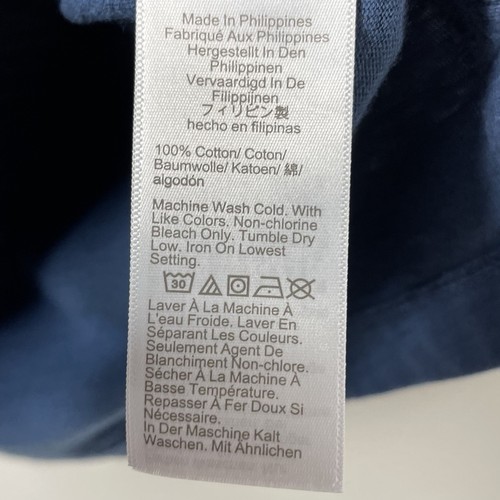 Made In Philippines
Fabriqué Aux Philippines
Hergestellt In Den
Philippinen
Vervaardigd In De
Filippijnen
フィリピン製
hecho en filipinas
100% Cotton/ Coton/
Baumwolle/ Katoen/ 綿/
algodón
Machine Wash Cold. With
Like Colors. Non-chlorine
Bleach Only. Tumble Dry
Low. Iron On Lowest
Setting.
30
Laver À La Machine À
L'eau Froide. Laver En
Séparant Les Couleurs.
Seulement Agent De
Blanchiment Non-chlore.
Sécher À La Machine À
Basse Température.
Repasser À Fer Doux Si
Nécessaire.
In Der Maschine Kalt
Waschen. Mit Ähnlichen